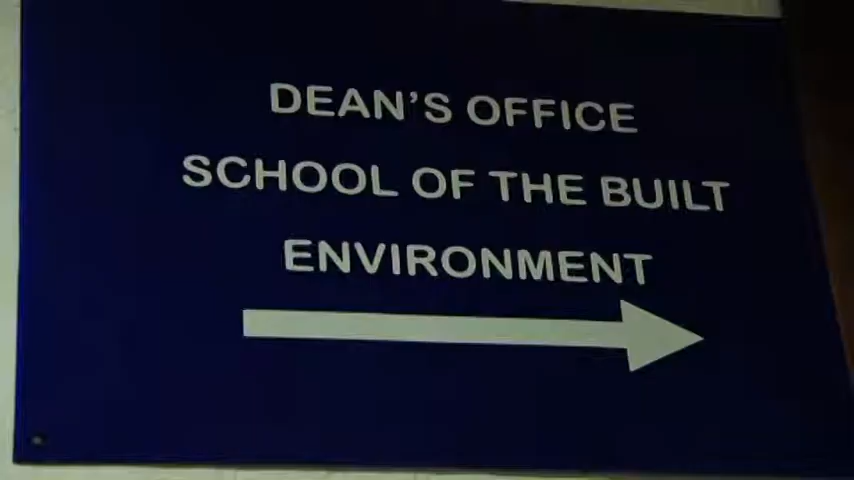 DEAN’S OFFICE
SCHOOL OF THE BUILT
ENVIRONMENT